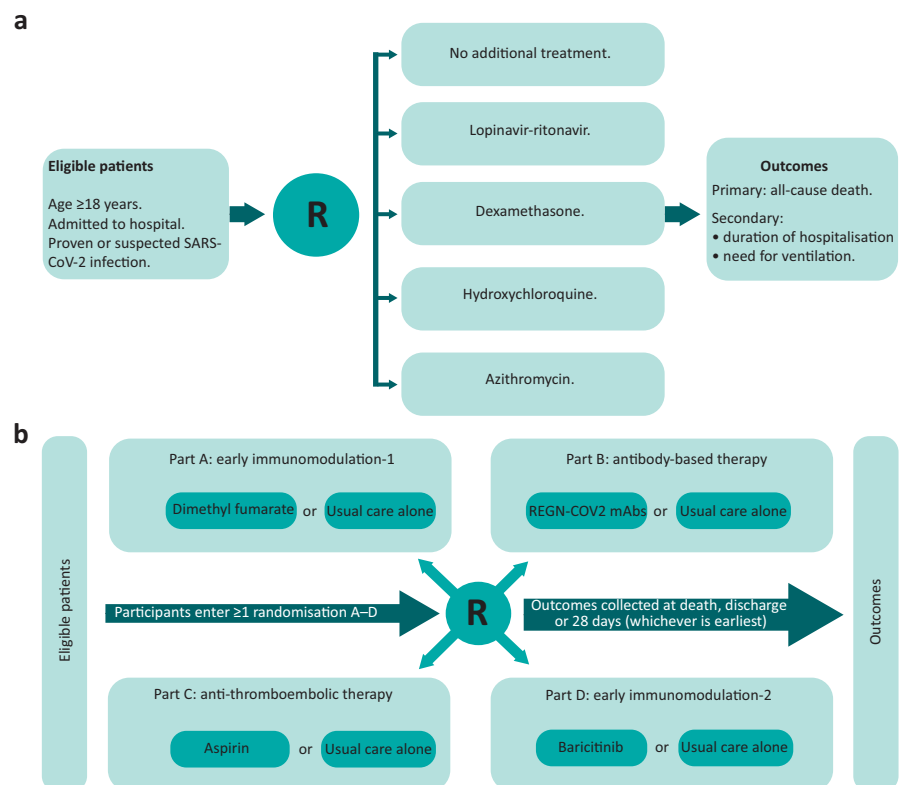 a
Eligible patients
Age ≥18 years.
Admitted to hospital.
Proven or suspected SARS-
CoV-2 infection.
R
No additional treatment.
Lopinavir-ritonavir.
Dexamethasone.
Hydroxychloroquine.
Azithromycin.
Outcomes
Primary: all-cause death.
Secondary:
• duration of hospitalisation
• need for ventilation.
b
Eligible patients
Part A: early immunomodulation-1
Dimethyl fumarate or Usual care alone
Part B: antibody-based therapy
REGN-COV2 mAbs or Usual care alone
Participants enter ≥1 randomisation A–D
R
Outcomes collected at death, discharge
or 28 days (whichever is earliest)
Part C: anti-thromboembolic therapy
Aspirin or Usual care alone
Part D: early immunomodulation-2
Baricitinib or Usual care alone
Outcomes